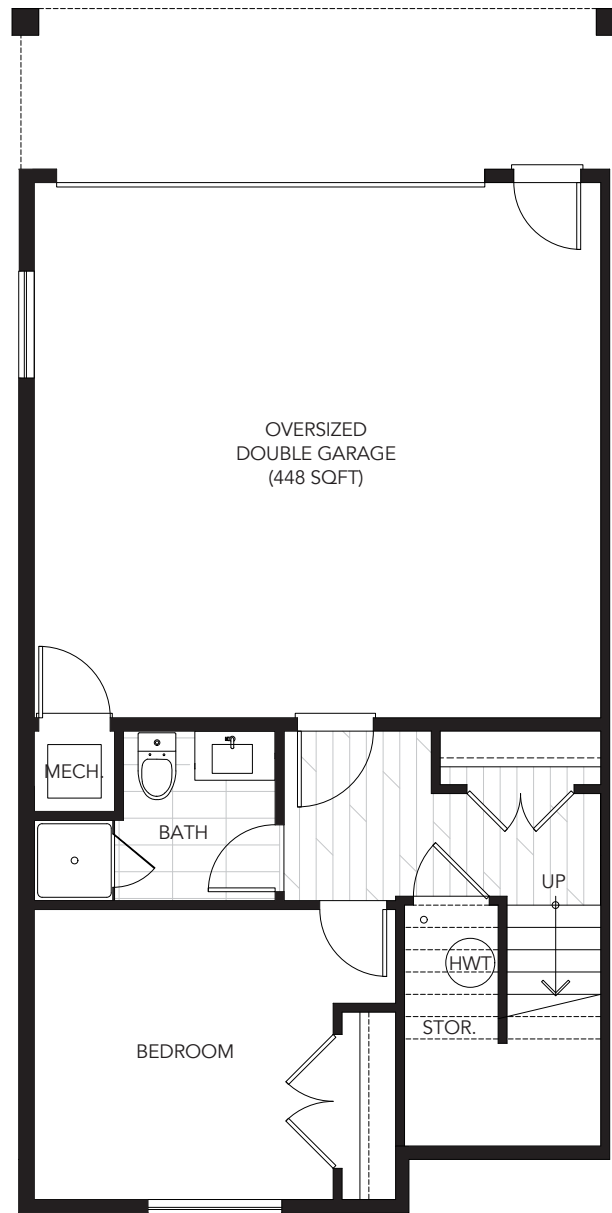 OVERSIZED
DOUBLE GARAGE
(448 SQFT)
MECH.
BATH
UP
HWT
STOR.
BEDROOM